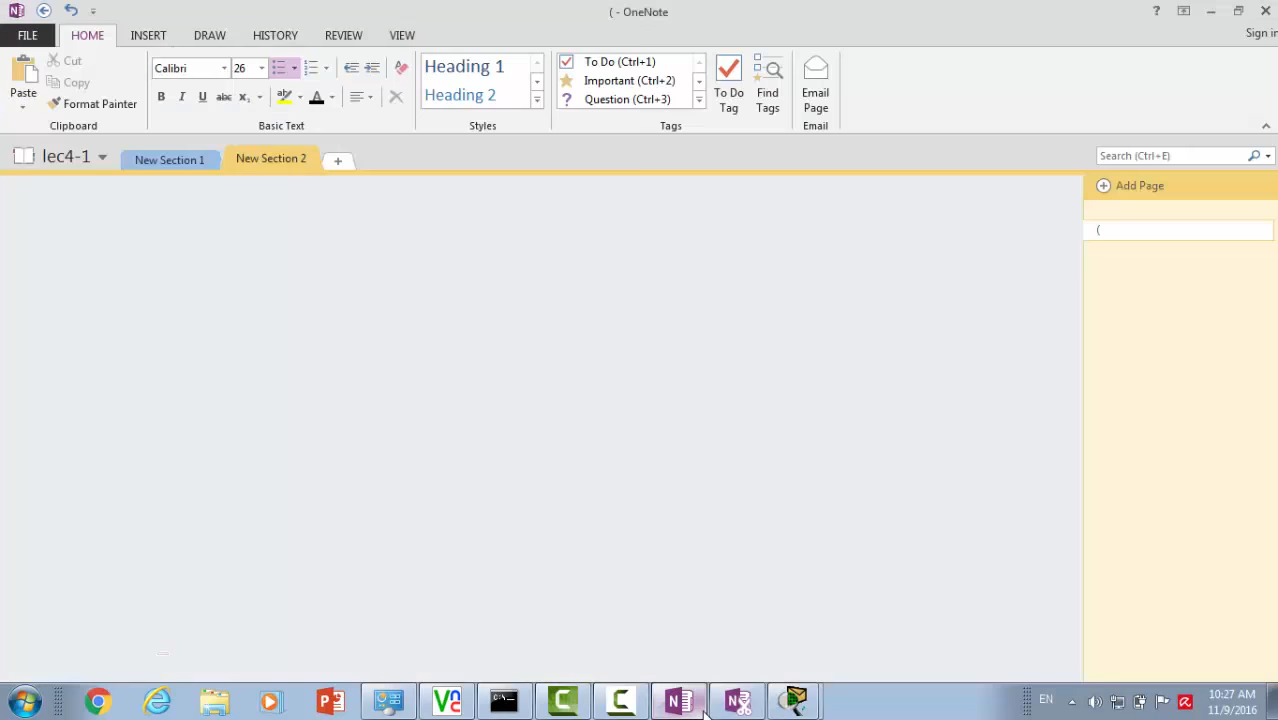 ( - OneNote
FILE HOME INSERT DRAW HISTORY REVIEW VIEW
Sign in
Paste
Cut
Copy
Format Painter
Clipboard
Calibri 26
B I U abc x₂ A
Basic Text
Heading 1
Heading 2
Styles
To Do (Ctrl+1)
Important (Ctrl+2)
Question (Ctrl+3)
To Do Tag
Find Tags
Tags
Email Page
Email
lec4-1 New Section 1 New Section 2
Search (Ctrl+E)
Add Page
(
EN
10:27 AM
11/9/2016